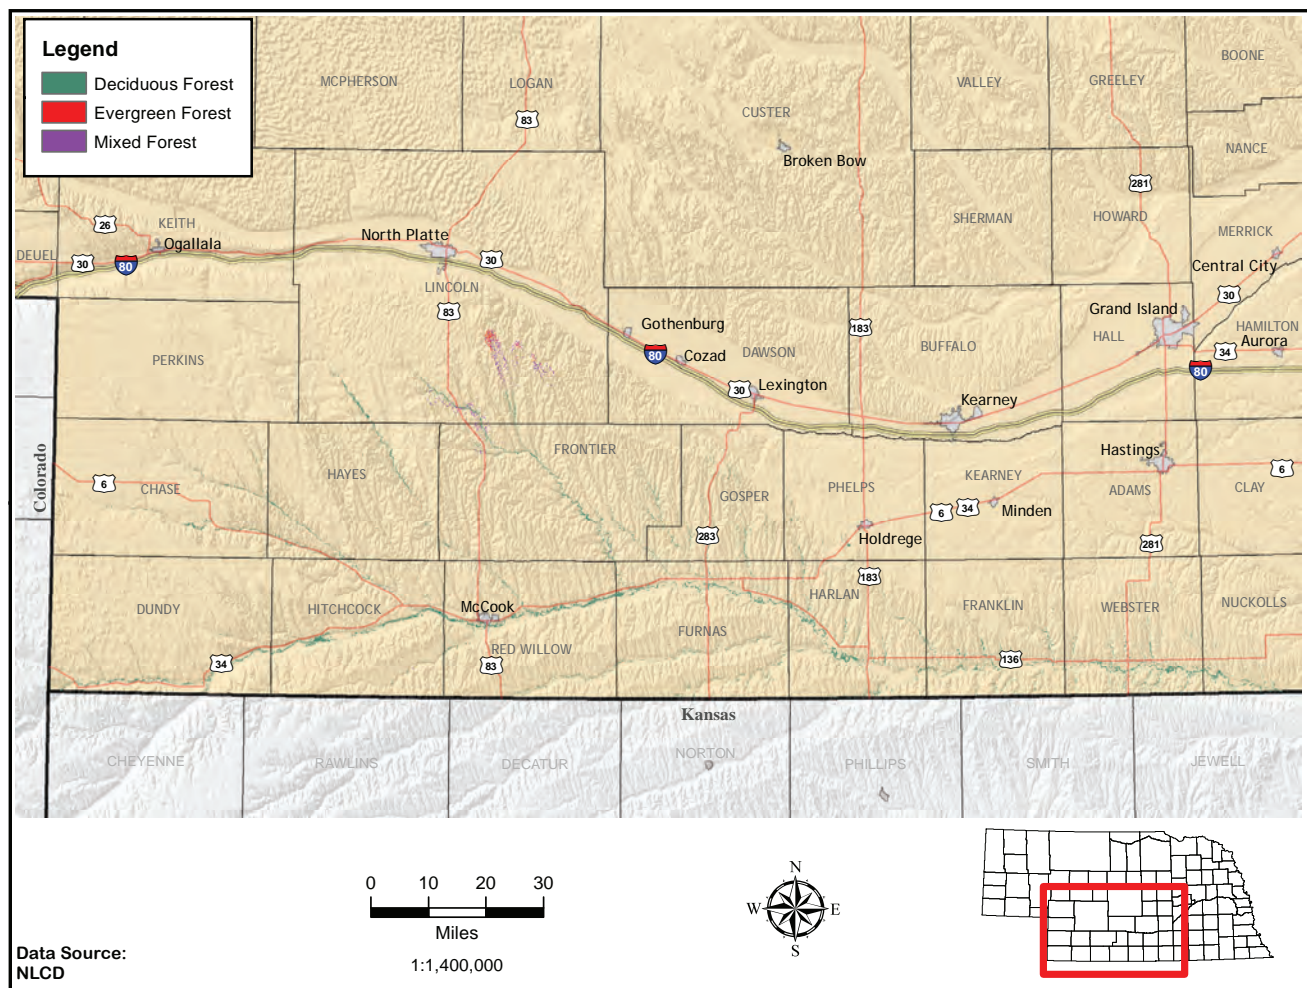 Legend
Deciduous Forest
Evergreen Forest
Mixed Forest
MCPHERSON
LOGAN
83
CUSTER
Broken Bow
VALLEY
GREELEY
BOONE
NANCE
281
SHERMAN
HOWARD
MERRICK
Central City
26
KEITH
Ogallala
DEUEL
30
80
North Platte
30
LINCOLN
83
30
Grand Island
HALL
HAMILTON
Aurora
34
80
PERKINS
Gothenburg
80
Cozad
DAWSON
183
BUFFALO
30
Lexington
Kearney
Colorado
6
CHASE
HAYES
FRONTIER
GOSPER
PHELPS
KEARNEY
Hastings
ADAMS
CLAY
6
6
34
Minden
283
Holdrege
281
183
DUNDY
HITCHCOCK
McCook
RED WILLOW
FURNAS
HARLAN
FRANKLIN
WEBSTER
NUCKOLLS
34
83
136
Kansas
CHEYENNE
RAWLINS
DECATUR
NORTON
PHILLIPS
SMITH
JEWELL
0 10 20 30
Miles
1:1,400,000
N
W E
S
Data Source:
NLCD